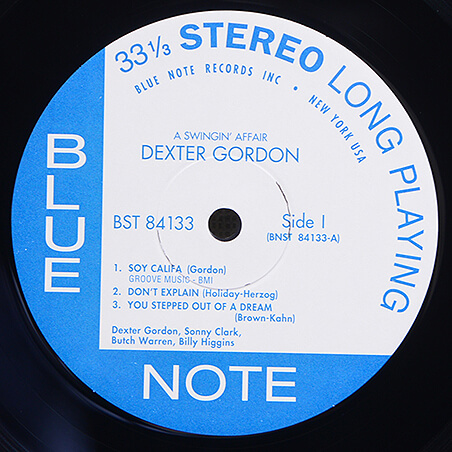 33 1/3 STEREO LONG PLAYING
BLUE NOTE RECORDS INC • NEW YORK USA
A SWINGIN' AFFAIR
DEXTER GORDON
BST 84133
Side I
(BNST 84133-A)
1. SOY CALIFA (Gordon)
GROOVE MUSIC - BMI
2. DON'T EXPLAIN (Holiday-Herzog)
3. YOU STEPPED OUT OF A DREAM
(Brown-Kahn)
Dexter Gordon, Sonny Clark,
Butch Warren, Billy Higgins
BLUE
NOTE